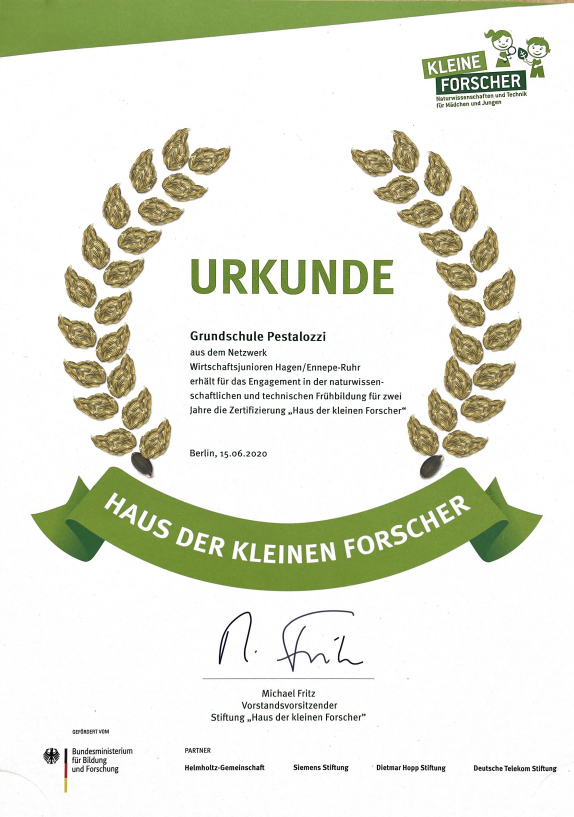 KLEINE
FORSCHER
Naturwissenschaften und Technik
für Mädchen und Jungen
URKUNDE
Grundschule Pestalozzi
aus dem Netzwerk
Wirtschaftsjunioren Hagen/Ennepe-Ruhr
erhält für das Engagement in der naturwissen-
schaftlichen und technischen Frühbildung für zwei
Jahre die Zertifizierung „Haus der kleinen Forscher“
Berlin, 15.06.2020
HAUS DER KLEINEN FORSCHER
M. Fritz
Michael Fritz
Vorstandsvorsitzender
Stiftung „Haus der kleinen Forscher“
GEFÖRDERT VOM
Bundesministerium
für Bildung
und Forschung
PARTNER
Helmholtz-Gemeinschaft Siemens Stiftung Dietmar Hopp Stiftung Deutsche Telekom Stiftung